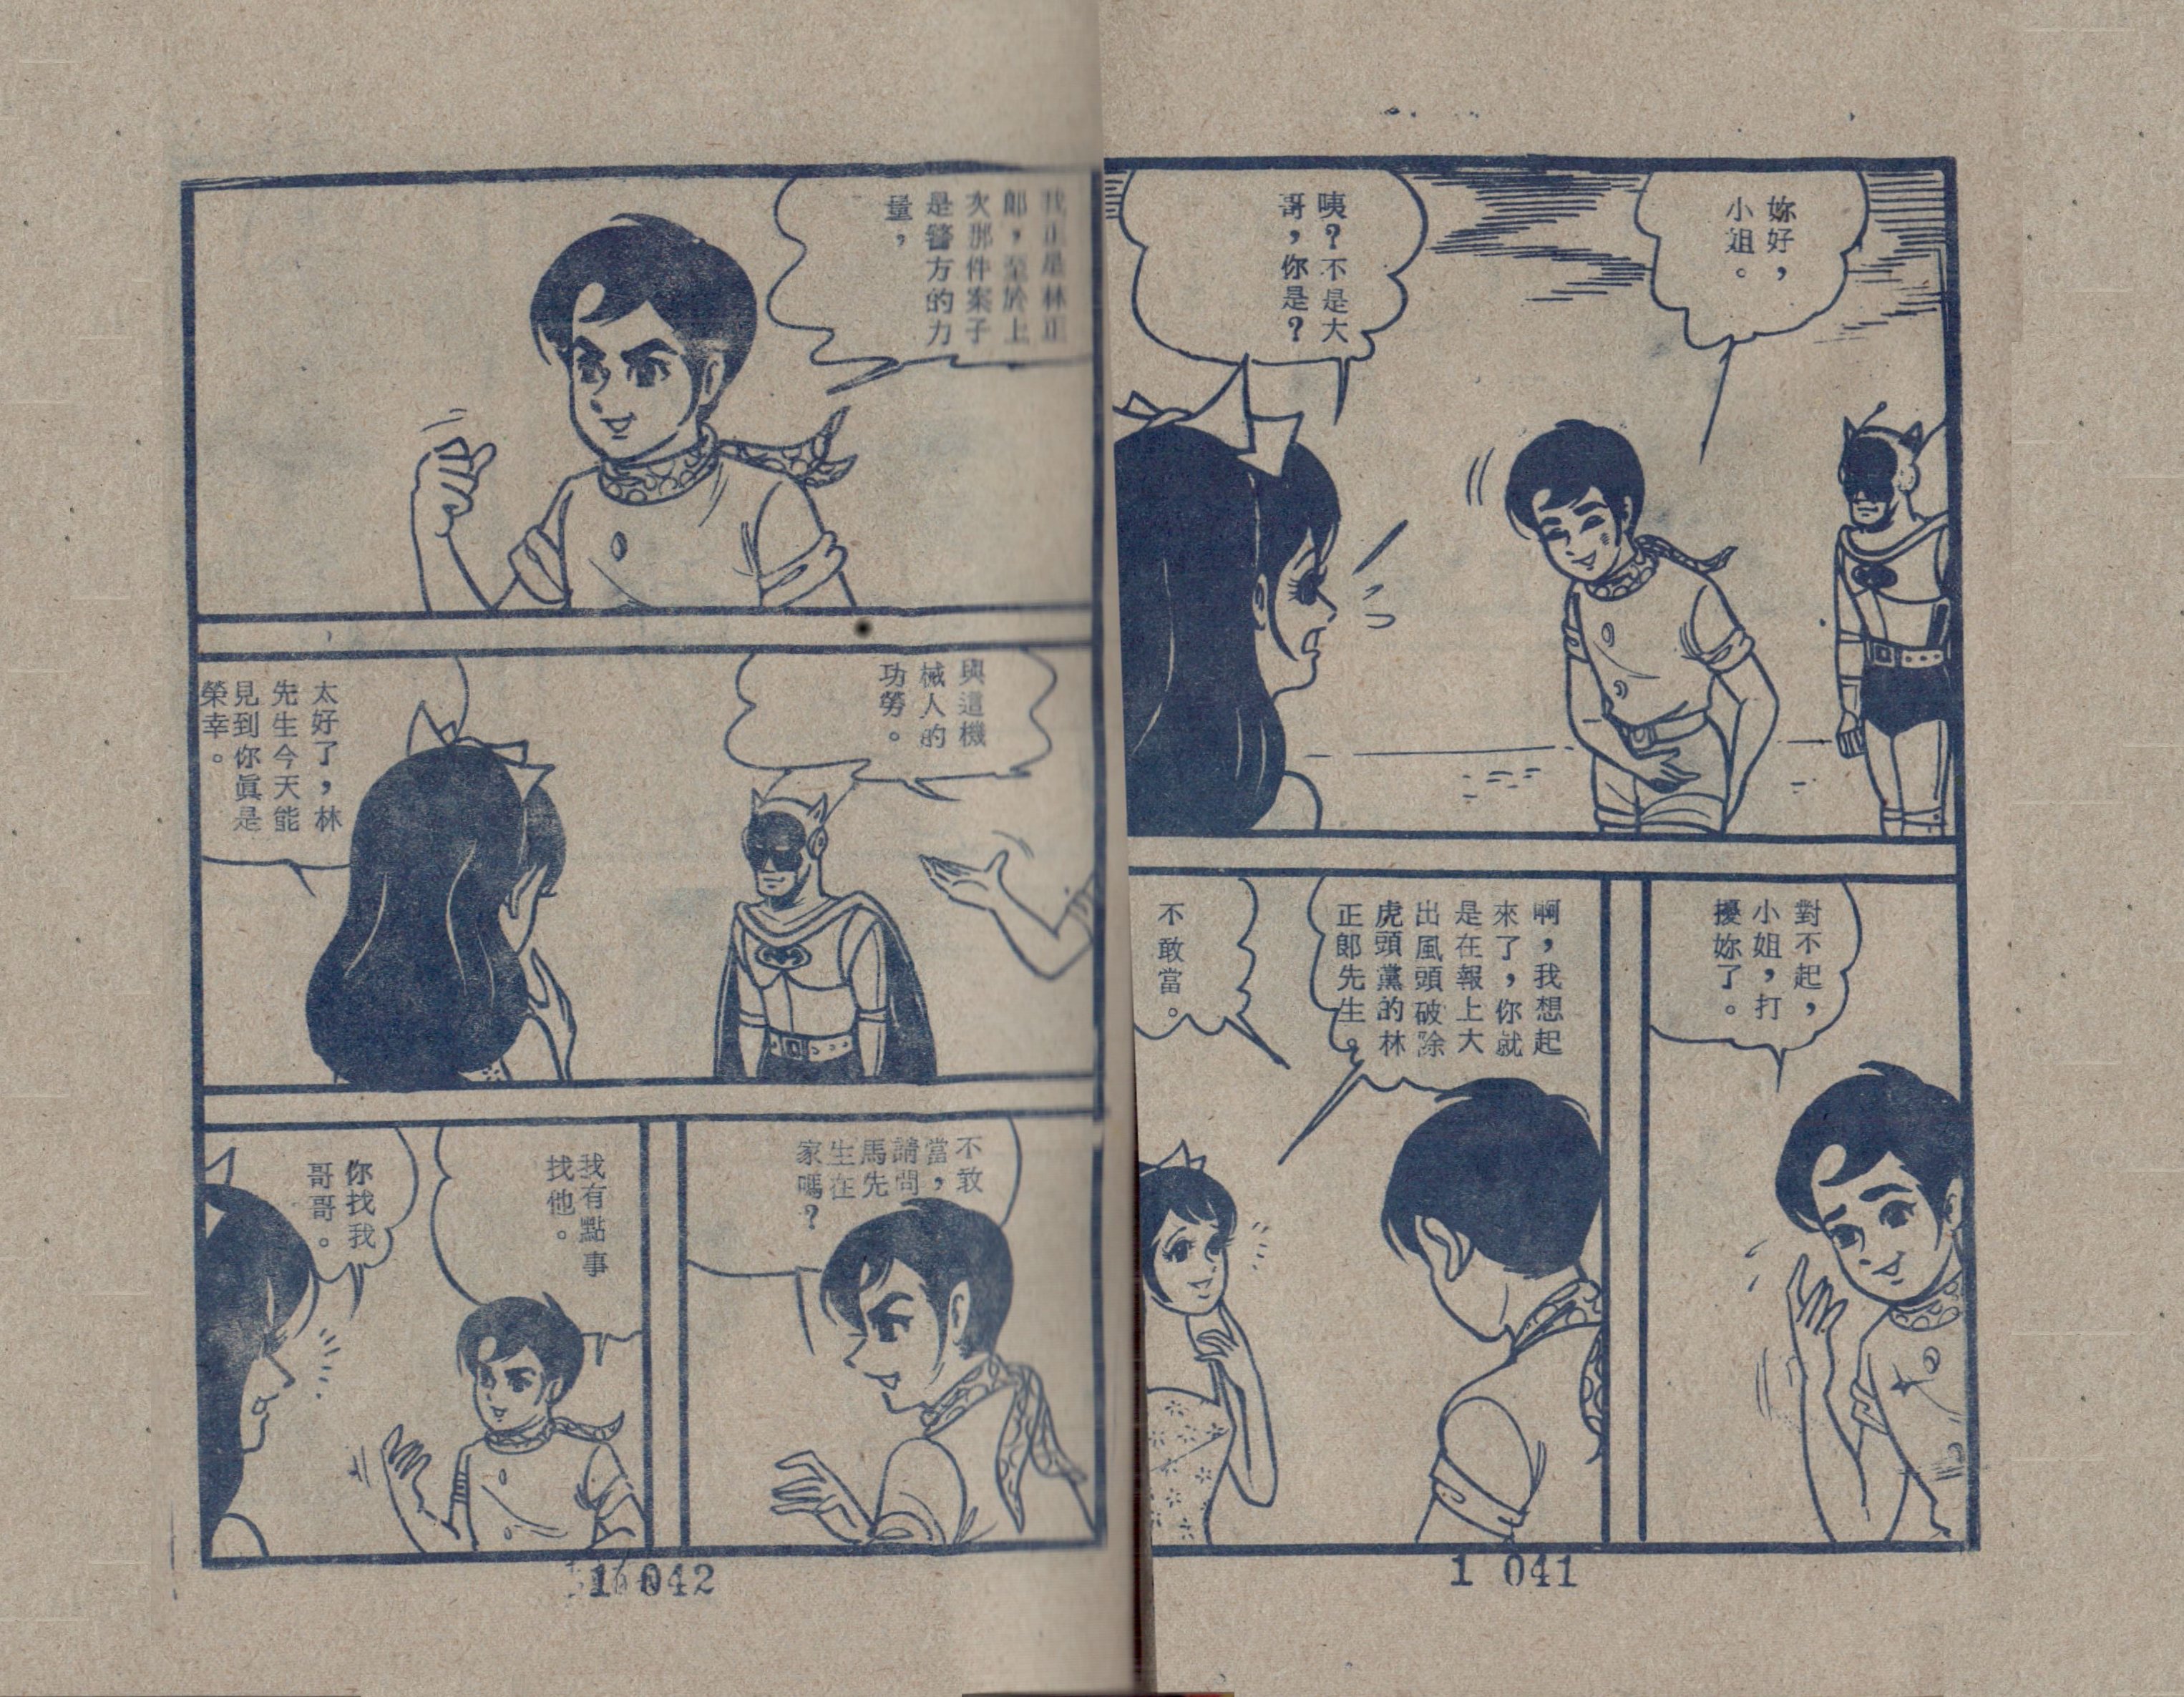 妳好，
小姐。
咦？不是大
哥，你是？
對不起，
小姐，打
擾妳了。
啊，我想起
來了，你就
是在報上大
出風頭破除
虎頭黨的林
正郎先生。
不敢當。
1 041
我正是林正
郎，至於上
次那件案子
是警方的力
量，
與這機
械人的
功勞。
太好了，林
先生今天能
見到你眞是
榮幸。
不敢
當，
請問
馬先
生在
家嗎？
我有點事
找他。
你找我
哥哥。
1 042